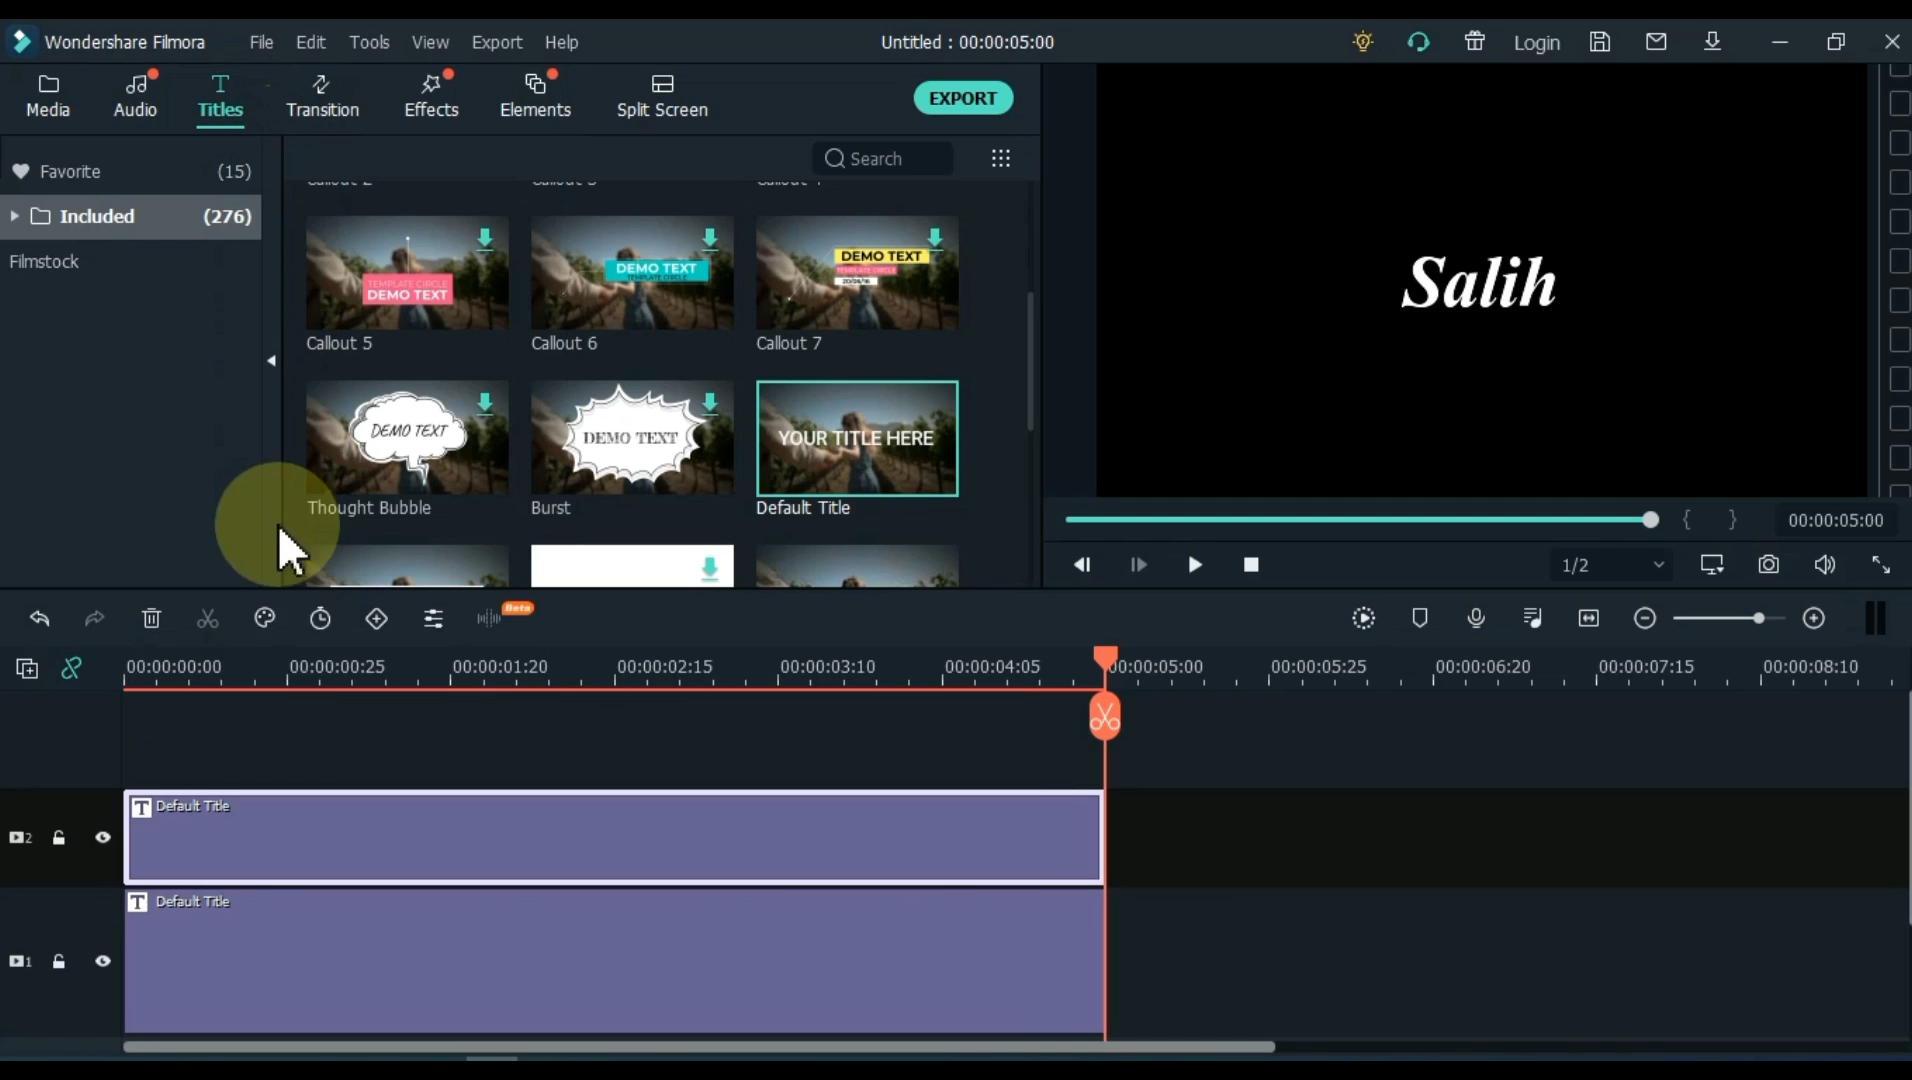 Wondershare Filmora File Edit Tools View Export Help Untitled : 00:00:05:00 Login
Media Audio Titles Transition Effects Elements Split Screen EXPORT
Favorite (15)
Included (276)
Filmstock
Search
Callout 2 Callout 3 Callout 4
TEMPLATE CIRCLE
DEMO TEXT
DEMO TEXT
TEMPLATE CIRCLE
DEMO TEXT
TEMPLATE CIRCLE
Callout 5 Callout 6 Callout 7
DEMO TEXT
DEMO TEXT
YOUR TITLE HERE
Thought Bubble Burst Default Title
Salih
00:00:05:00
1/2
Beta
00:00:00:00 00:00:00:25 00:00:01:20 00:00:02:15 00:00:03:10 00:00:04:05 00:00:05:00 00:00:05:25 00:00:06:20 00:00:07:15 00:00:08:10
T Default Title
2
T Default Title
1